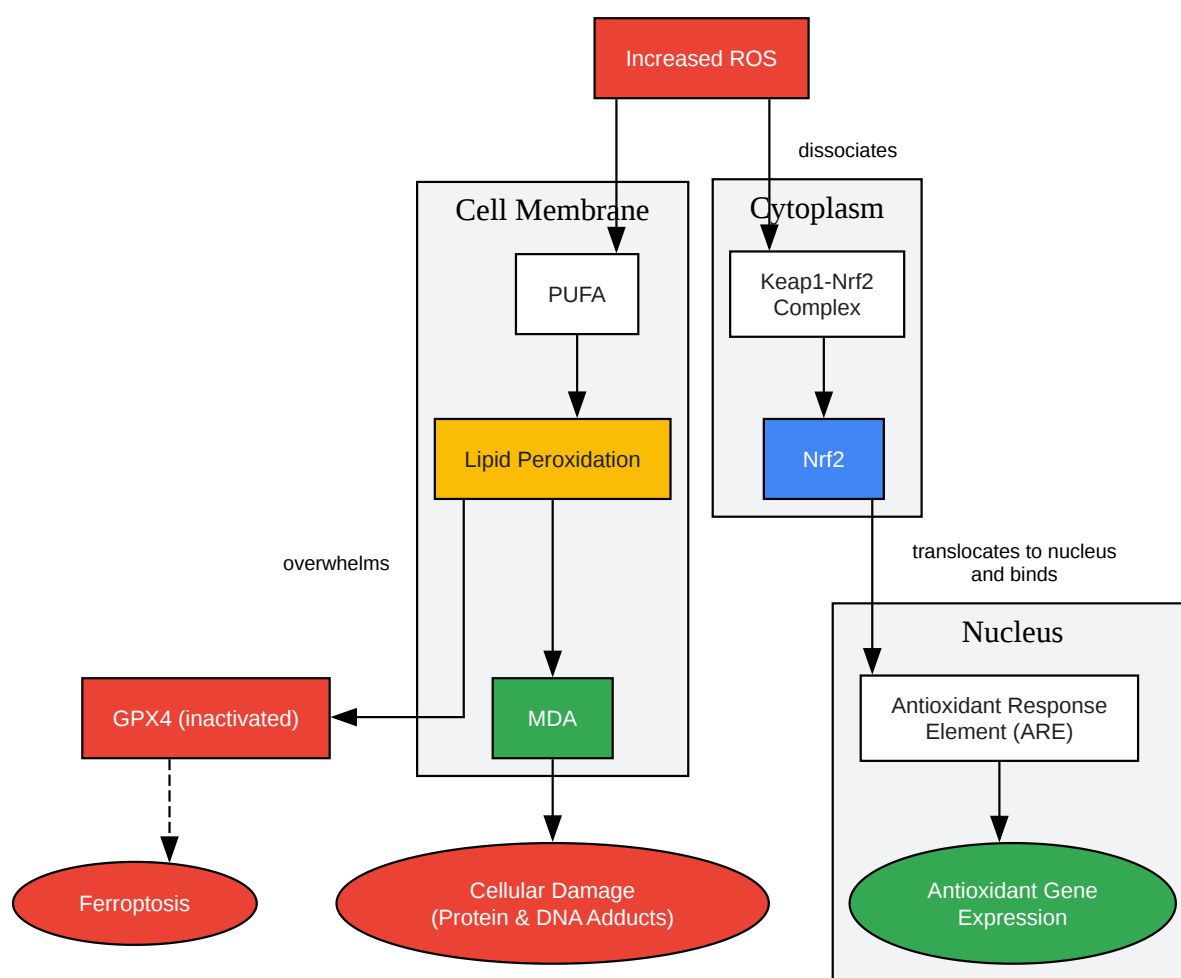 Increased ROS
dissociates
Cell Membrane
Cytoplasm
PUFA
Keap1-Nrf2
Complex
Lipid Peroxidation
Nrf2
overwhelms
translocates to nucleus
and binds
Nucleus
GPX4 (inactivated)
MDA
Antioxidant Response
Element (ARE)
Ferroptosis
Cellular Damage
(Protein & DNA Adducts)
Antioxidant Gene
Expression